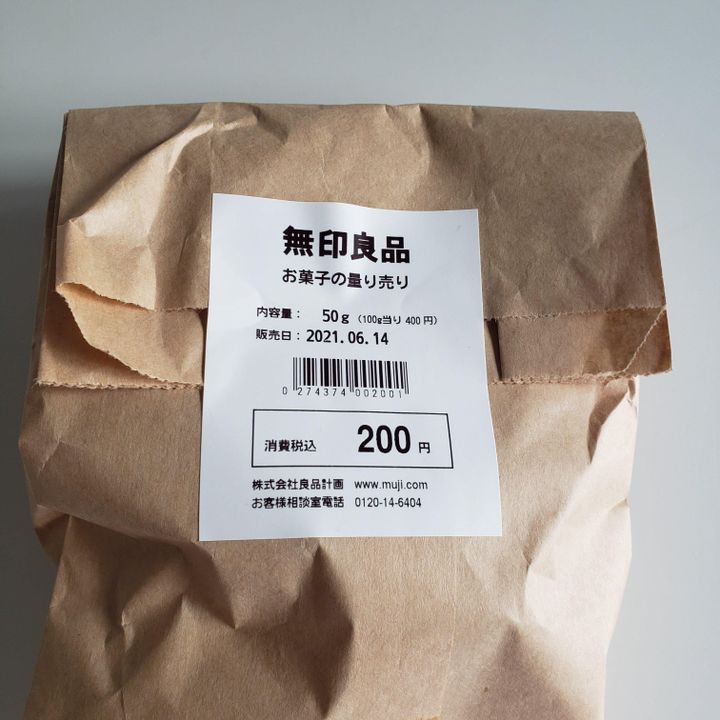 無印良品
お菓子の量り売り
内容量： 50g （100g当り 400 円）
販売日： 2021.06.14
0 274374 002001
消費税込 200 円
株式会社良品計画 www.muji.com
お客様相談室電話 0120-14-6404